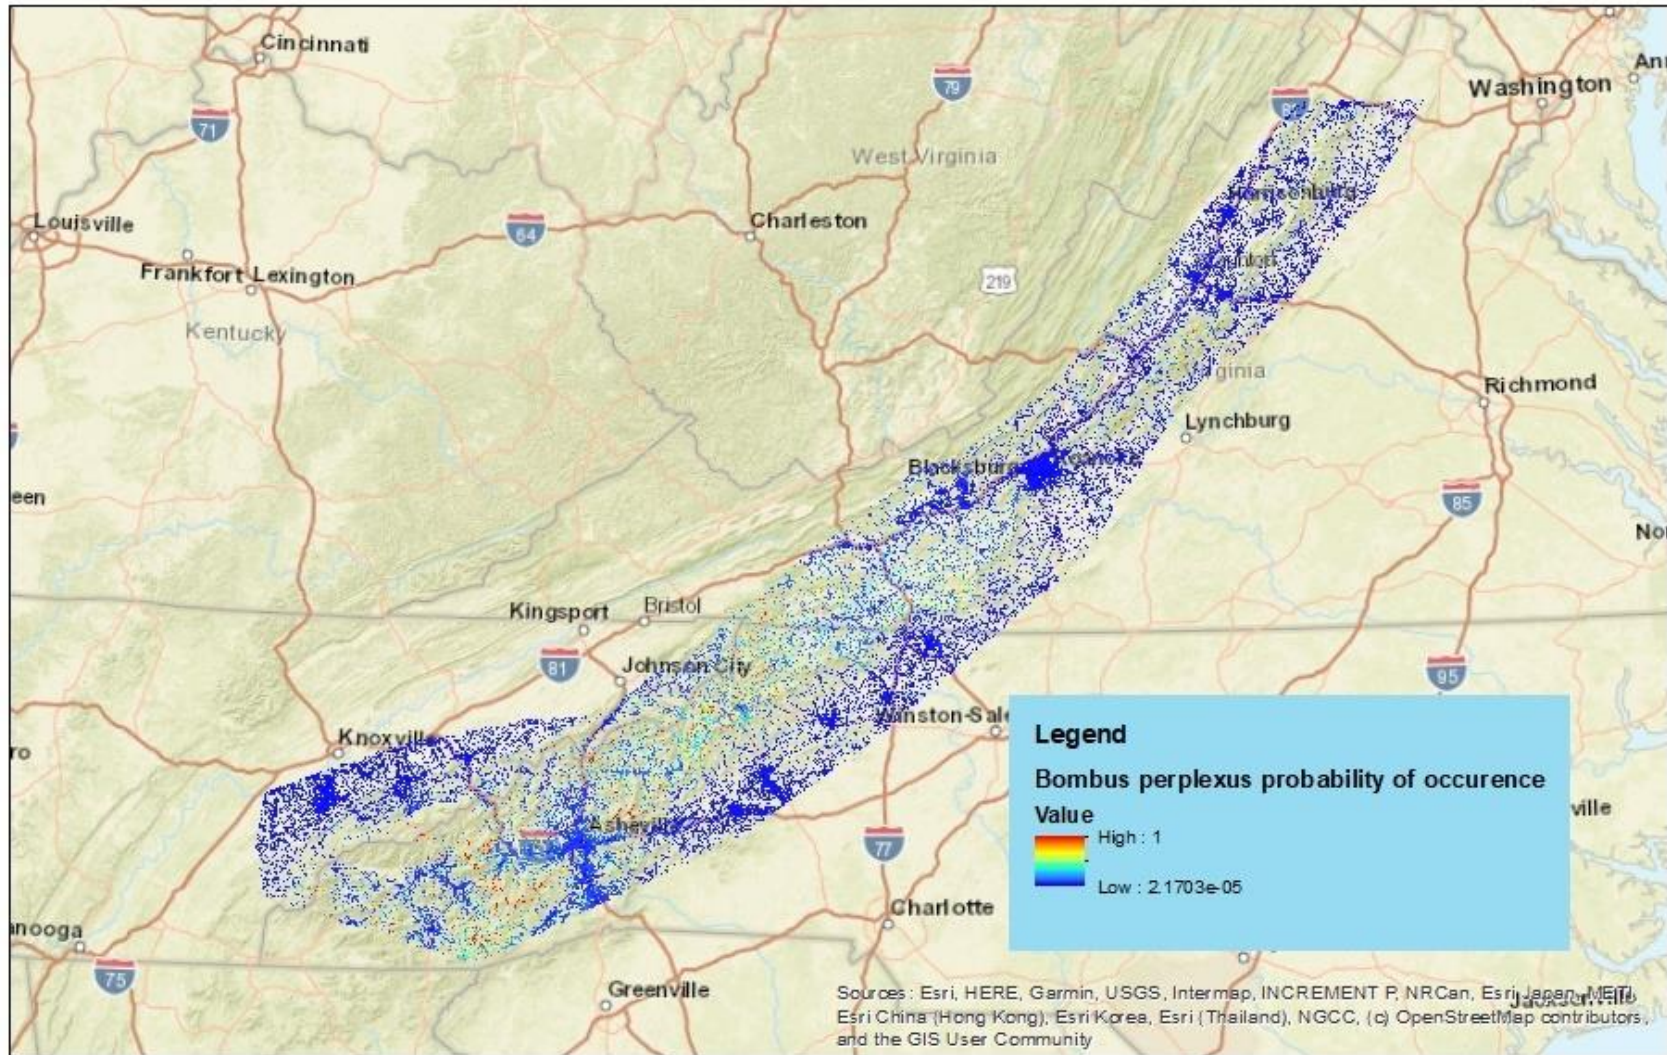 Cincinnati
79
Washington
71
West Virginia
Louisville
64
Charleston
Frankfort
Lexington
219
Kentucky
Richmond
Lynchburg
Blacksburg
85
Kingsport
Bristol
81
Johnson City
95
Knoxville
Asheville
77
Charlotte
75
Greenville
Legend
Bombus perplexus probability of occurence
Value
High : 1
Low : 2.1703e-05
Sources: Esri, HERE, Garmin, USGS, Intermap, INCREMENT P, NRCan, Esri Japan, METI,
Esri China (Hong Kong), Esri Korea, Esri (Thailand), NGCC, (c) OpenStreetMap contributors,
and the GIS User Community